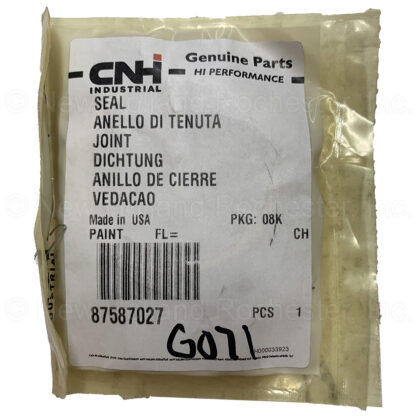 CNH
INDUSTRIAL
Genuine Parts
HI PERFORMANCE
SEAL
ANELLO DI TENUTA
JOINT
DICHTUNG
ANILLO DE CIERRE
VEDACAO
Made in USA PKG: 08K
PAINT FL= CH
87587027 PCS 1
G071